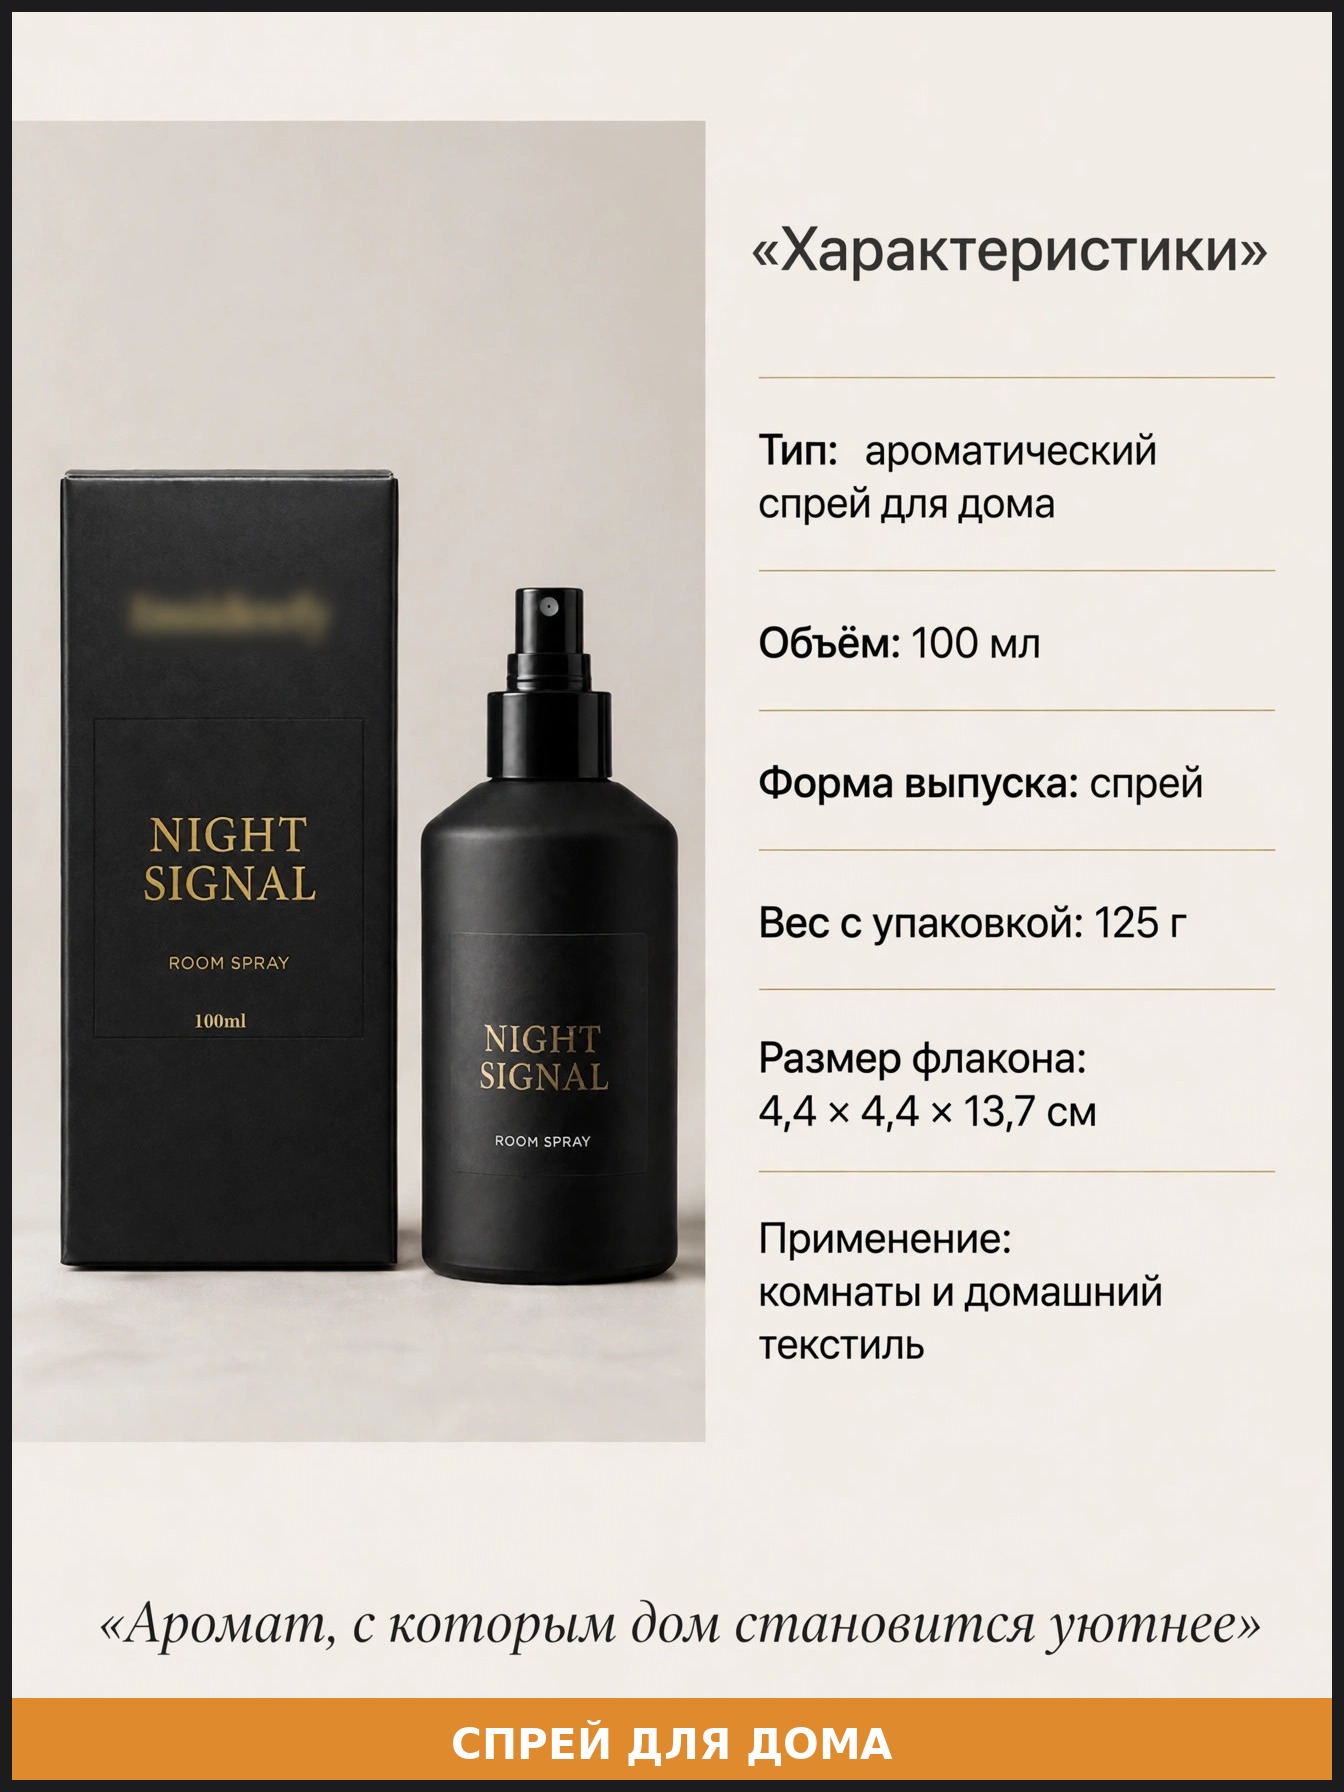 «Характеристики»
Тип: ароматический
спрей для дома
Объём: 100 мл
Форма выпуска: спрей
Вес с упаковкой: 125 г
Размер флакона:
4,4 × 4,4 × 13,7 см
Применение:
комнаты и домашний
текстиль
NIGHT
SIGNAL
ROOM SPRAY
100ml
NIGHT
SIGNAL
ROOM SPRAY
«Аромат, с которым дом становится уютнее»
СПРЕЙ ДЛЯ ДОМА